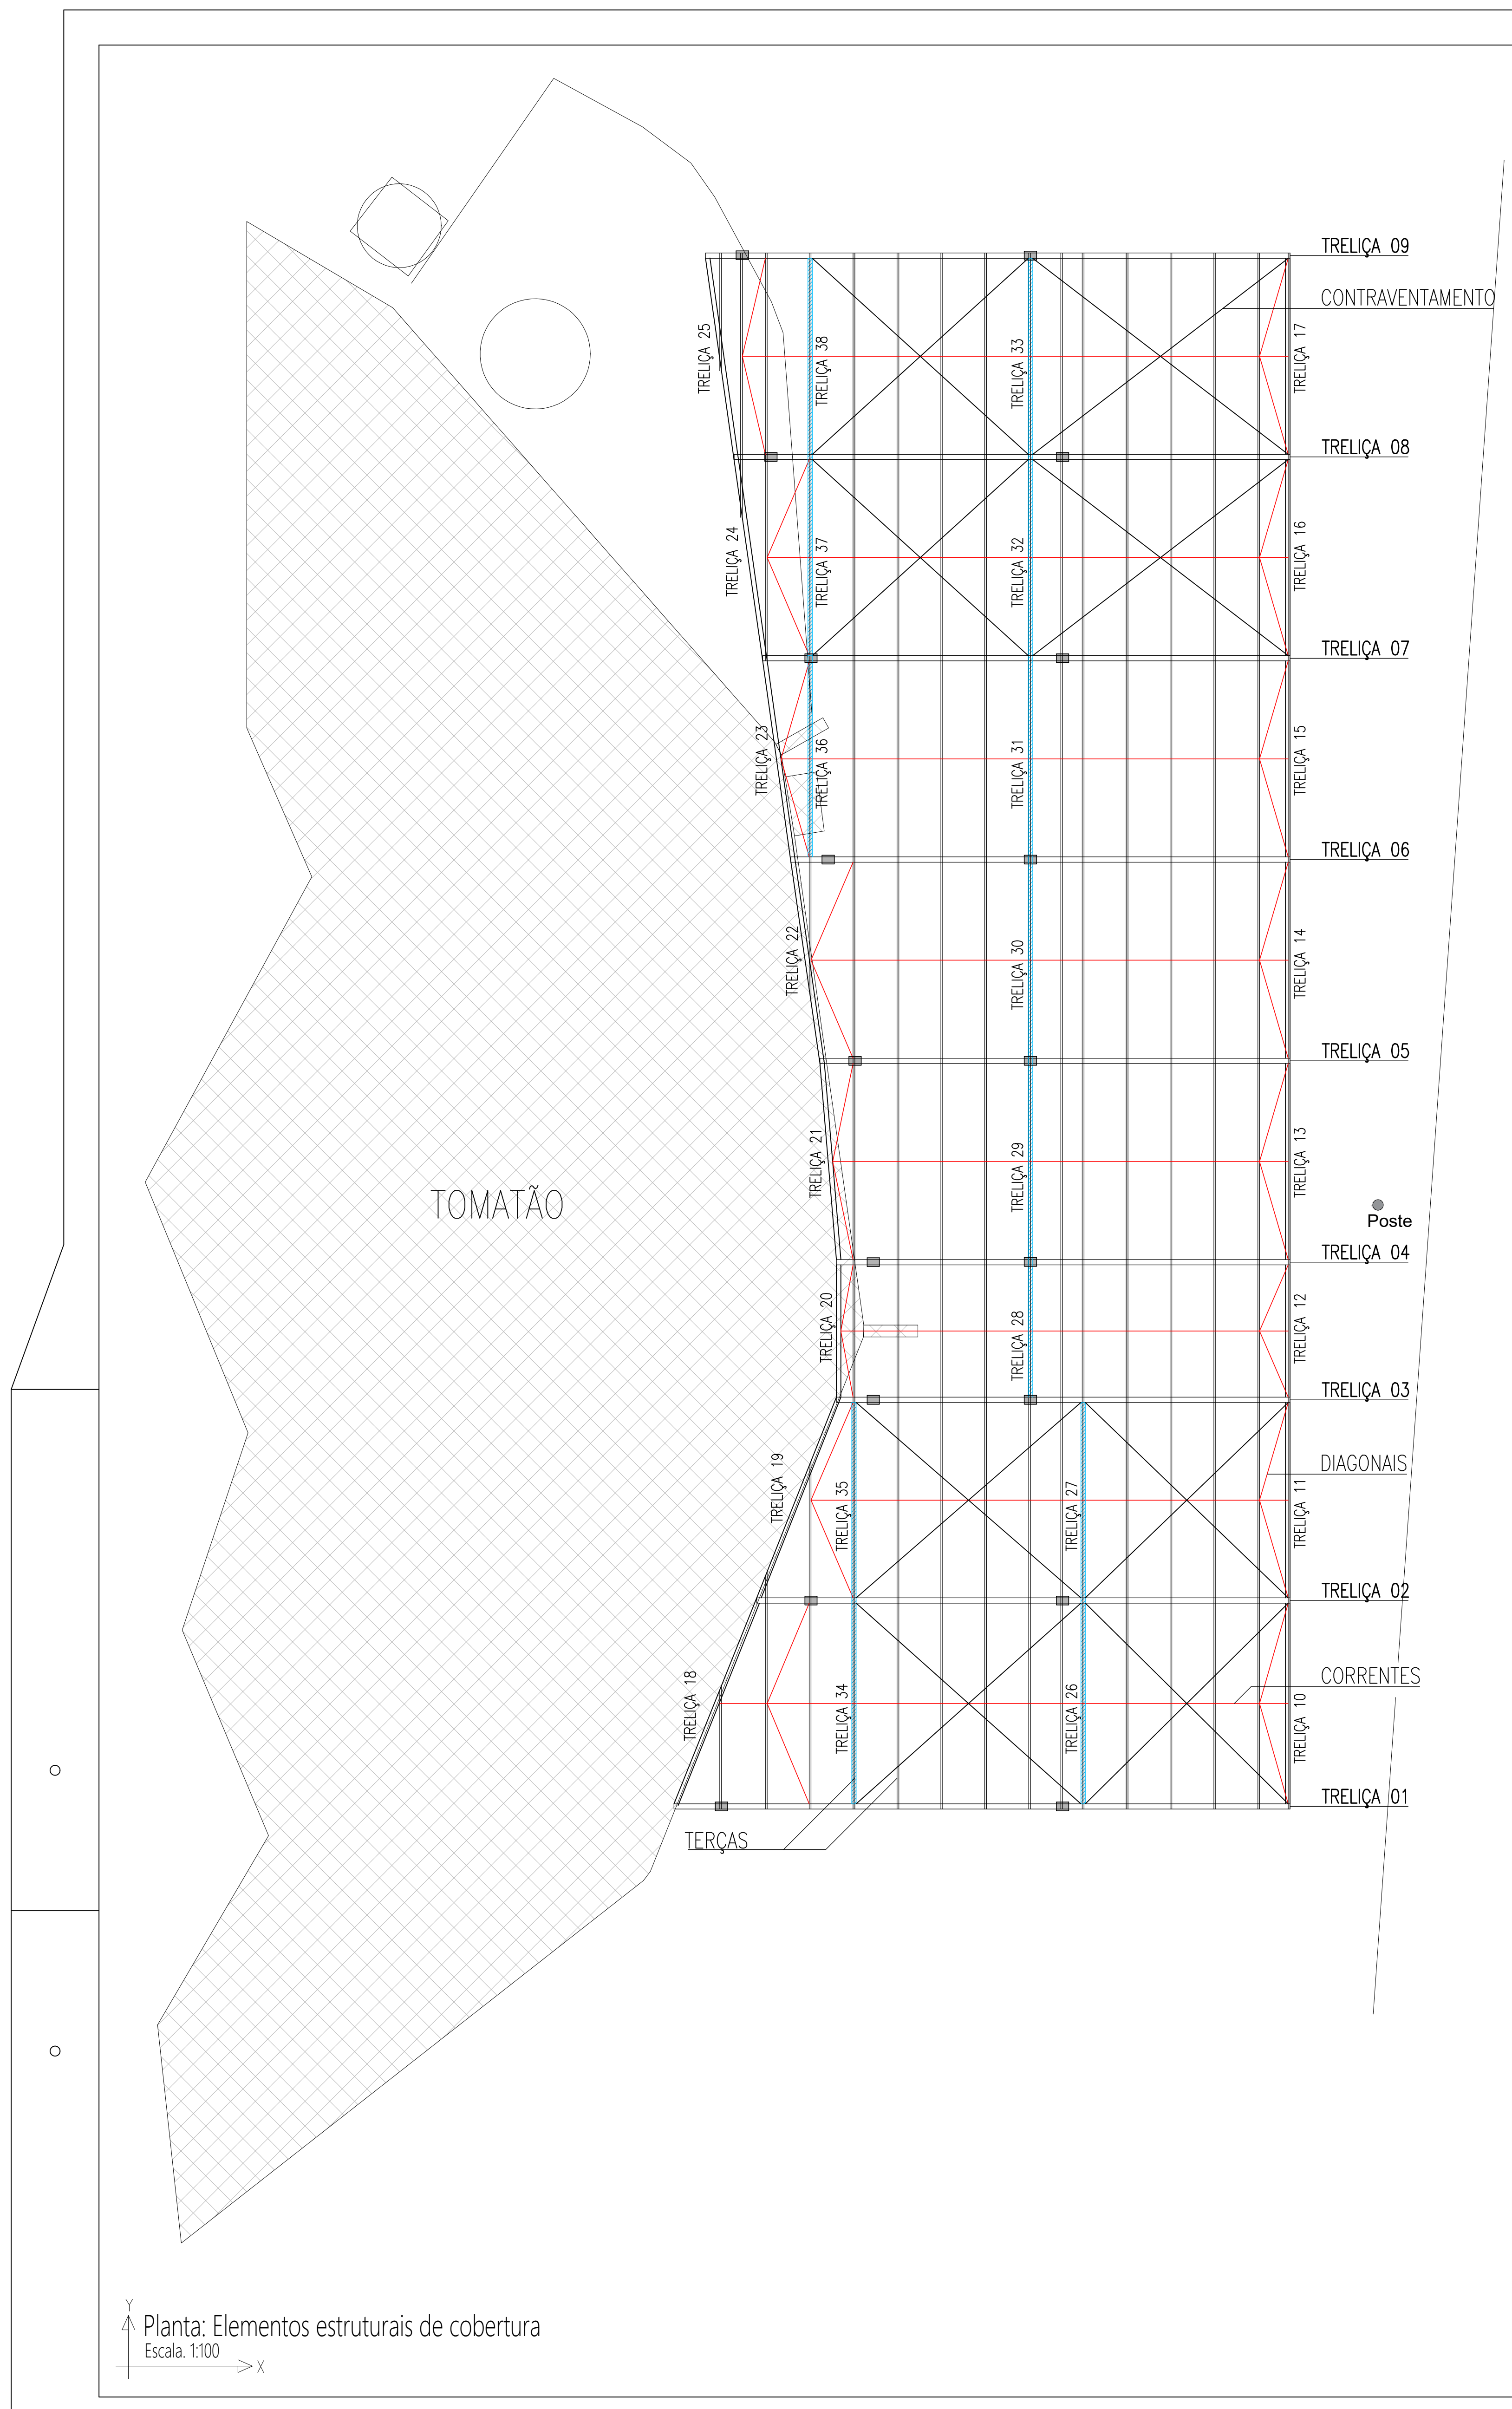 TRELIÇA 09
CONTRAVENTAMENTO
TRELIÇA 25
TRELIÇA 38
TRELIÇA 33
TRELIÇA 17
TRELIÇA 08
TRELIÇA 24
TRELIÇA 37
TRELIÇA 32
TRELIÇA 16
TRELIÇA 07
TRELIÇA 23
TRELIÇA 36
TRELIÇA 31
TRELIÇA 15
TRELIÇA 06
TRELIÇA 22
TRELIÇA 30
TRELIÇA 14
TRELIÇA 05
TRELIÇA 21
TRELIÇA 29
TRELIÇA 13
TOMATÃO
Poste
TRELIÇA 04
TRELIÇA 20
TRELIÇA 28
TRELIÇA 12
TRELIÇA 03
DIAGONAIS
TRELIÇA 19
TRELIÇA 35
TRELIÇA 27
TRELIÇA 11
TRELIÇA 02
CORRENTES
TRELIÇA 18
TRELIÇA 34
TRELIÇA 26
TRELIÇA 10
TRELIÇA 01
TERÇAS
Y
Planta: Elementos estruturais de cobertura
Escala. 1:100
X